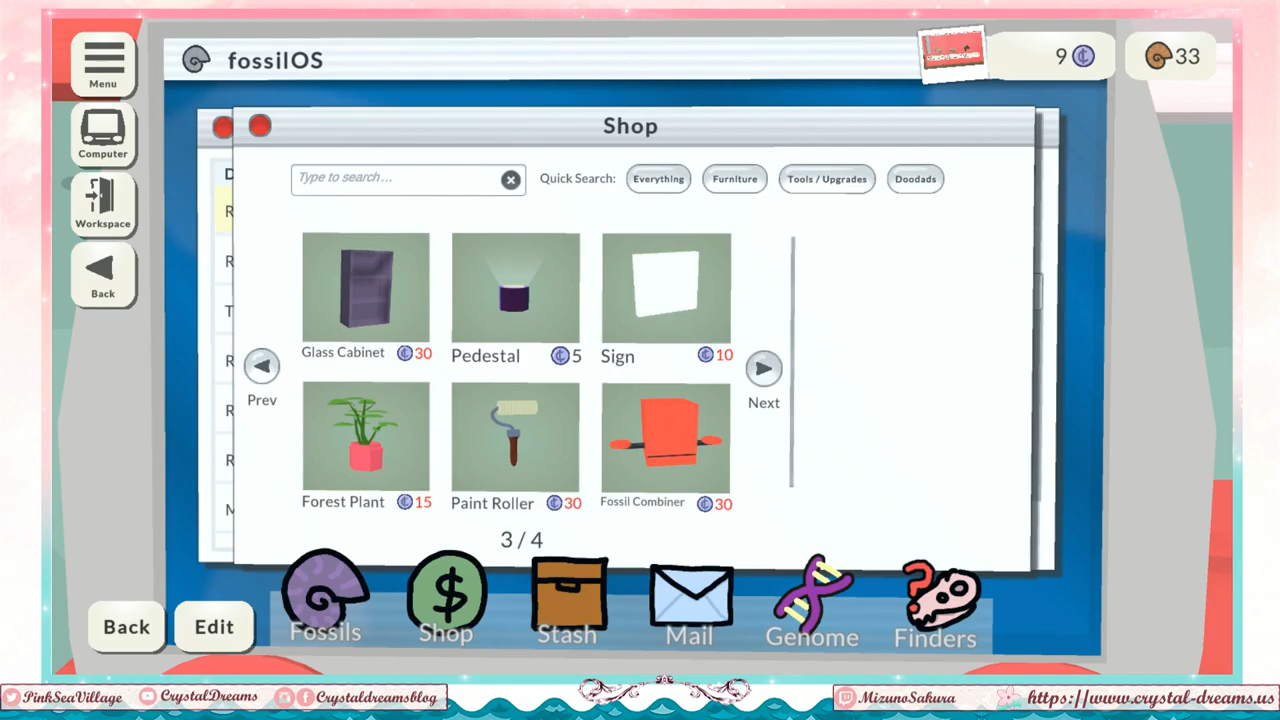 Menu
Computer
Workspace
Back
fossilOS
9
33
Shop
D
R
R
T
R
R
R
M
Type to search...
Quick Search:
Everything
Furniture
Tools / Upgrades
Doodads
Glass Cabinet 30
Pedestal 5
Sign 10
Prev
Next
Forest Plant 15
Paint Roller 30
Fossil Combiner 30
3 / 4
Back
Edit
Fossils
$
Shop
Stash
Mail
Genome
?
Finders
PinkSeaVillage
CrystalDreams
Crystaldreamsblog
MizunoSakura
https://www.crystal-dreams.us